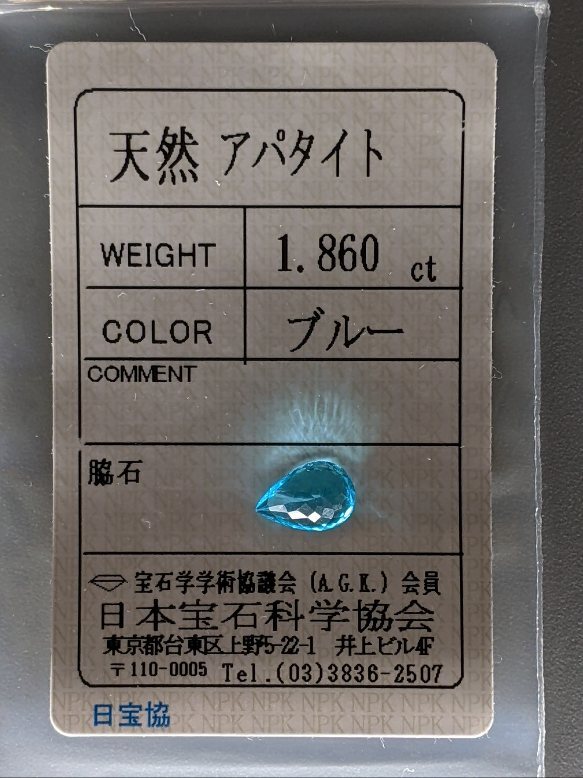 天然 アパタイト
WEIGHT 1.860 ct
COLOR ブルー
COMMENT
脇石
宝石学学術協議会 (A.G.K.) 会員
日本宝石科学協会
東京都台東区上野5-22-1 井上ビル4F
〒110-0005 Tel.(03)3836-2507
日宝協
NPK